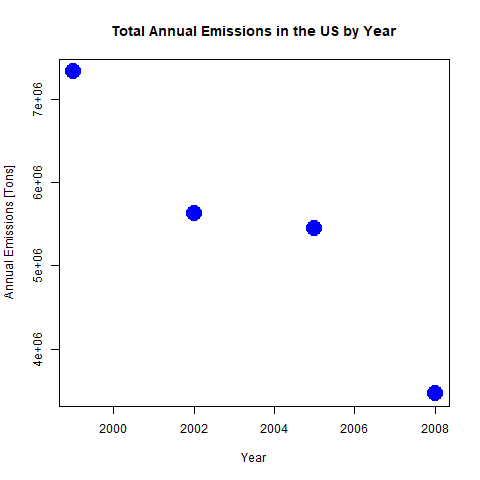 Total Annual Emissions in the US by Year
Annual Emissions [Tons]
7e+06
6e+06
5e+06
4e+06
2000 2002 2004 2006 2008
Year